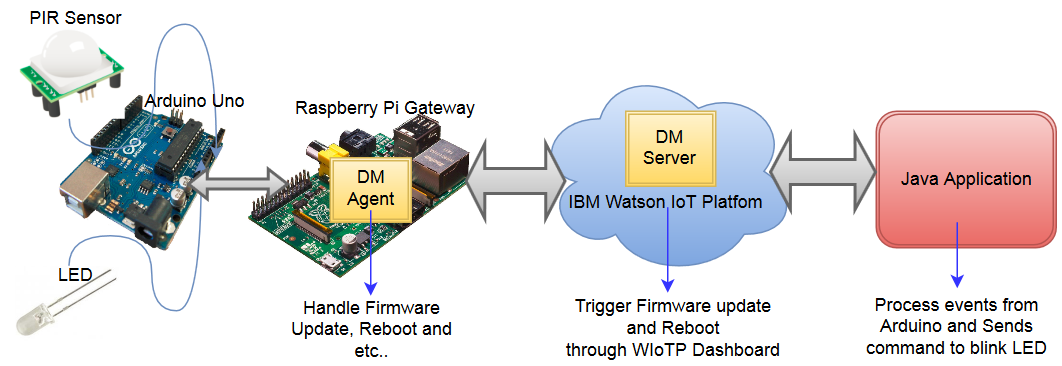 PIR Sensor
Arduino Uno
Raspberry Pi Gateway
DM
Agent
DM
Server
IBM Watson IoT Platfom
Java Application
LED
Handle Firmware
Update, Reboot and
etc..
Trigger Firmware update
and Reboot
through WIoTP Dashboard
Process events from
Arduino and Sends
command to blink LED